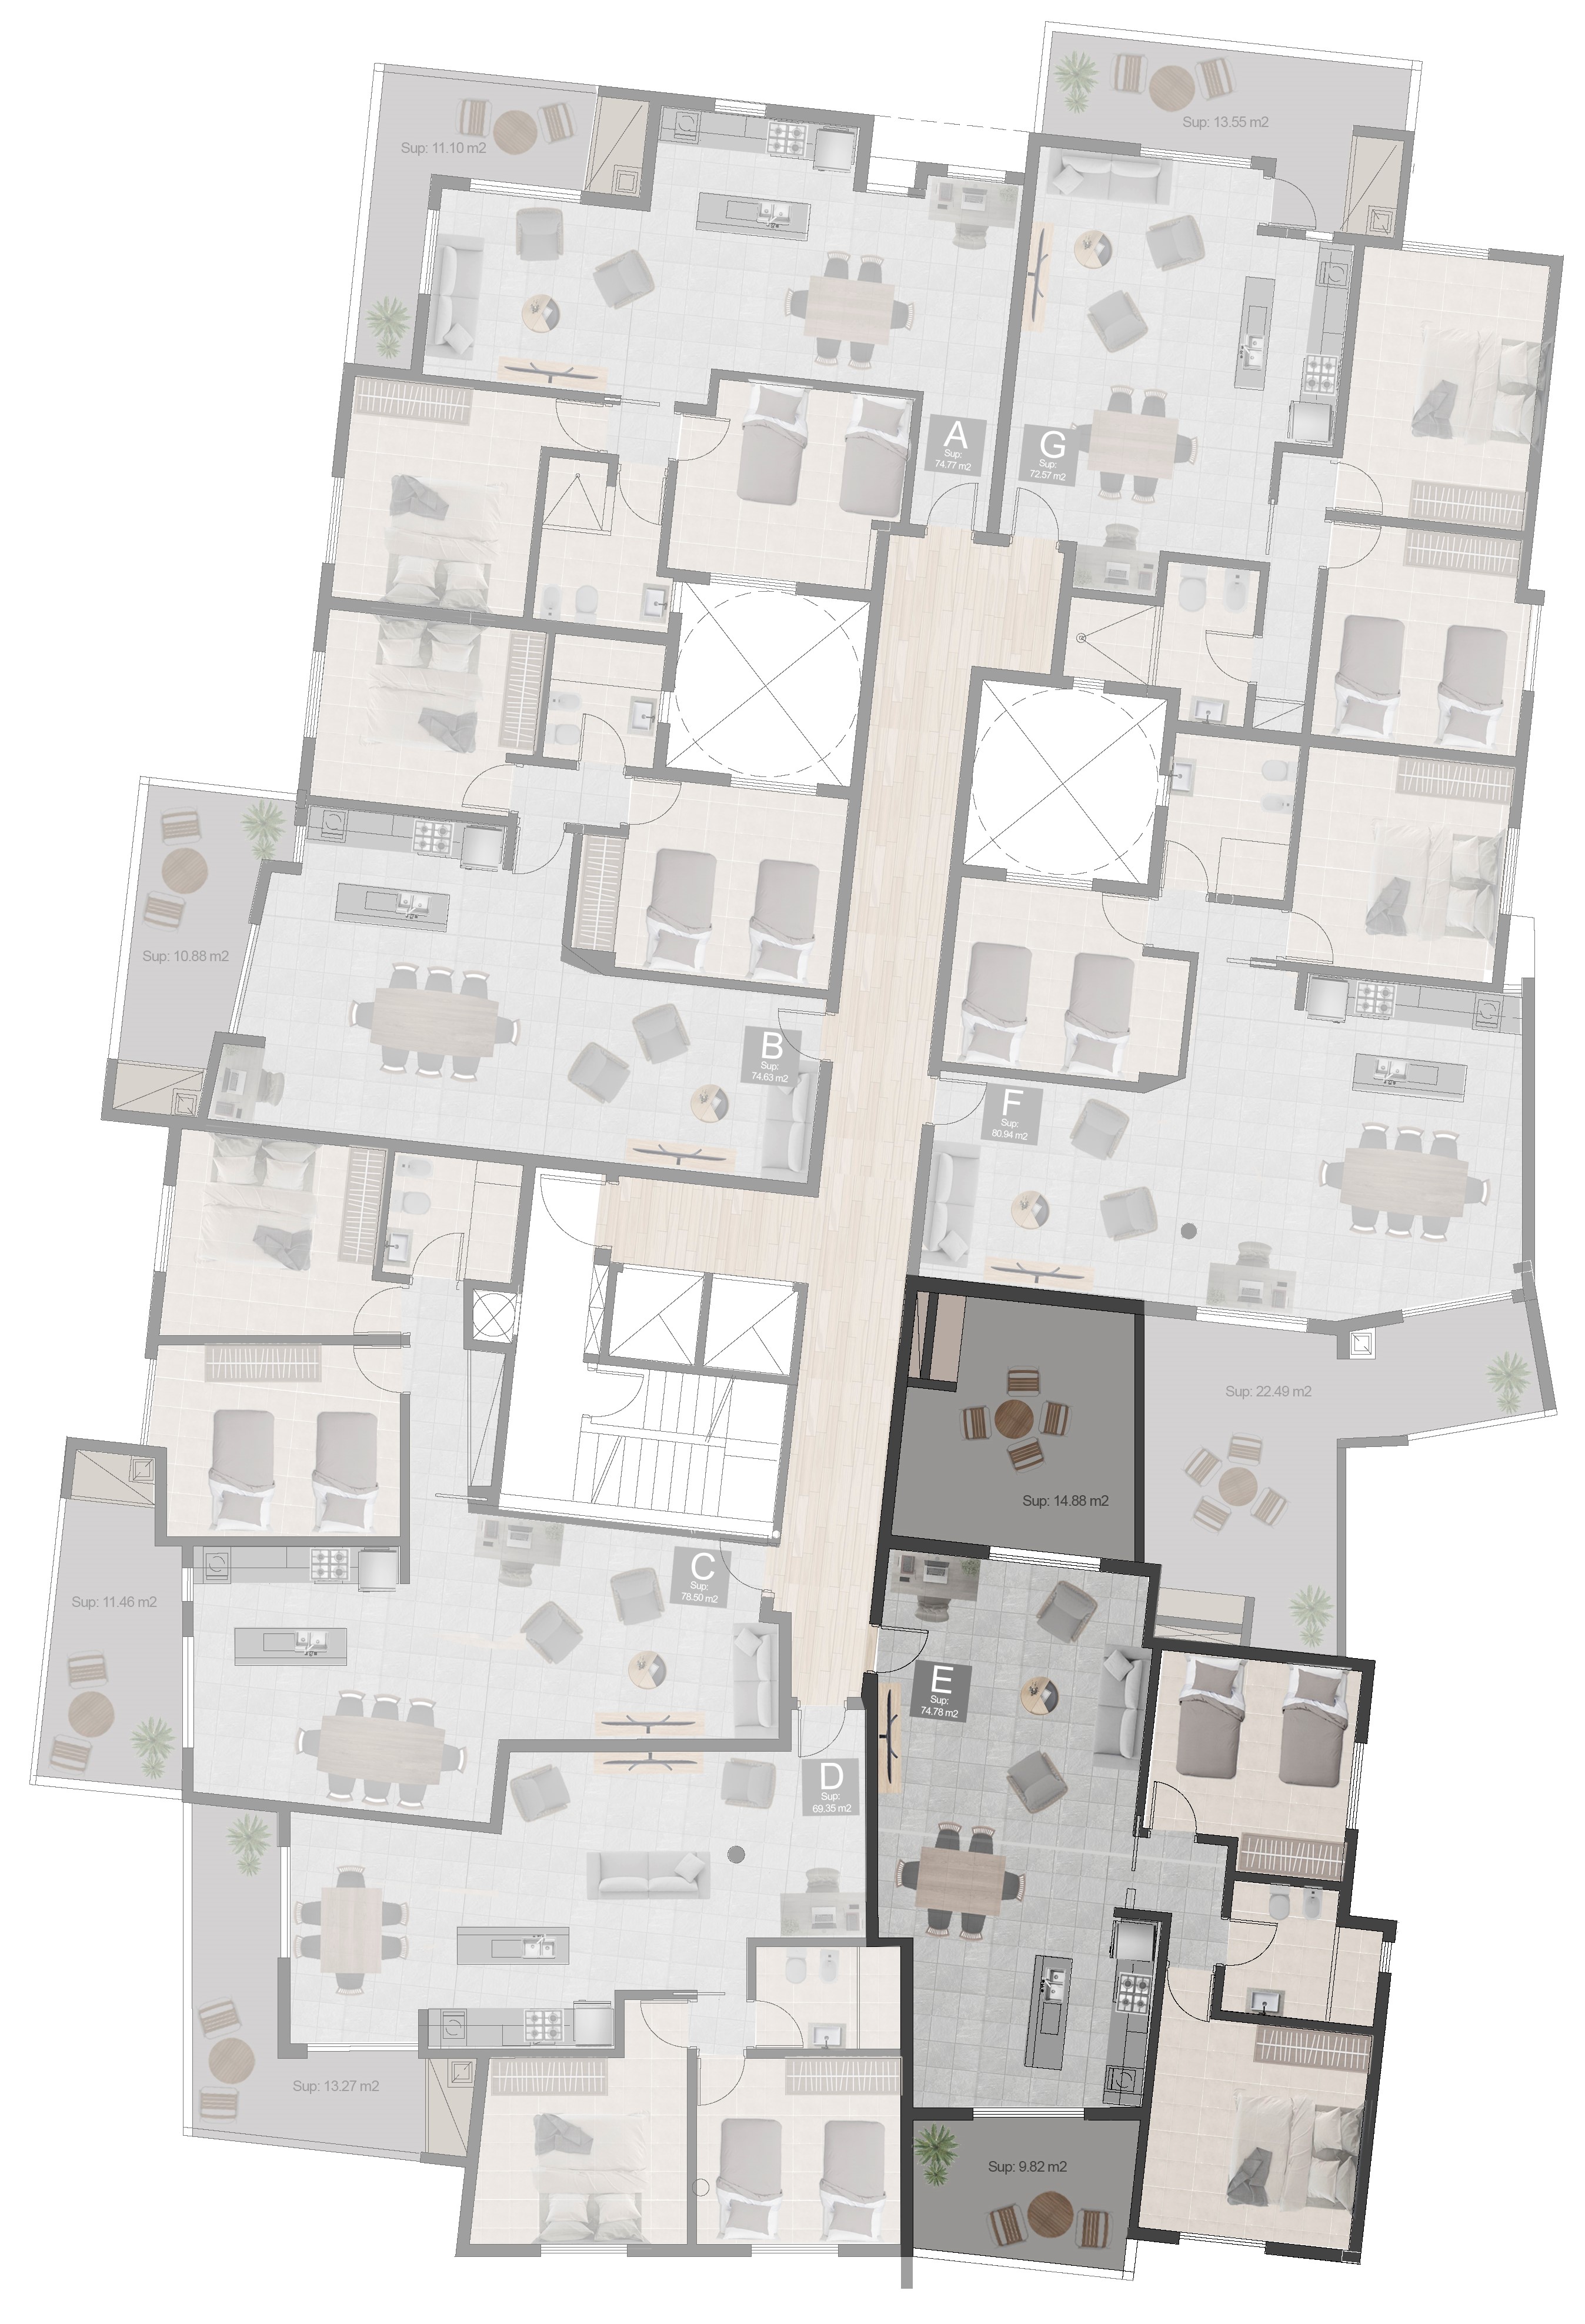 Sup: 13.55 m2
Sup: 11.10 m2
A
Sup:
74.77 m2
G
Sup:
72.57 m2
Sup: 10.88 m2
B
Sup:
74.63 m2
F
Sup:
80.94 m2
Sup: 22.49 m2
Sup: 14.88 m2
C
Sup:
78.50 m2
Sup: 11.46 m2
E
Sup:
74.78 m2
D
Sup:
69.35 m2
Sup: 13.27 m2
Sup: 9.82 m2